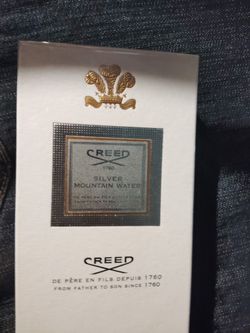 CREED
1760
SILVER
MOUNTAIN WATER
CREED
DE PÈRE EN FILS DEPUIS 1760
FROM FATHER TO SON SINCE 1760